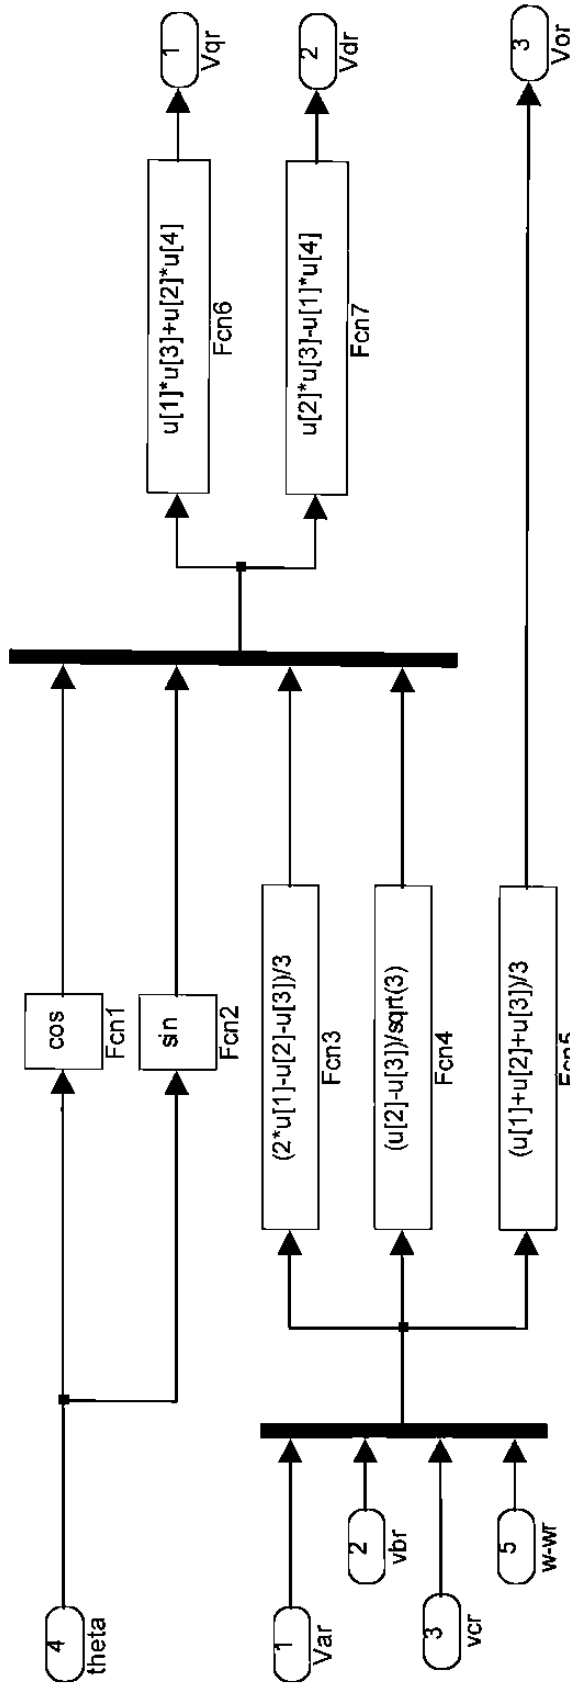 4
theta
1
Var
2
vbr
3
vcr
5
w-wr
cos
Fcn1
sin
Fcn2
(2*u[1]-u[2]-u[3])/3
Fcn3
(u[2]-u[3])/sqrt(3)
Fcn4
(u[1]+u[2]+u[3])/3
Fcn5
u[1]*u[3]+u[2]*u[4]
Fcn6
u[2]*u[3]-u[1]*u[4]
Fcn7
1
Vqr
2
Vdr
3
Vor